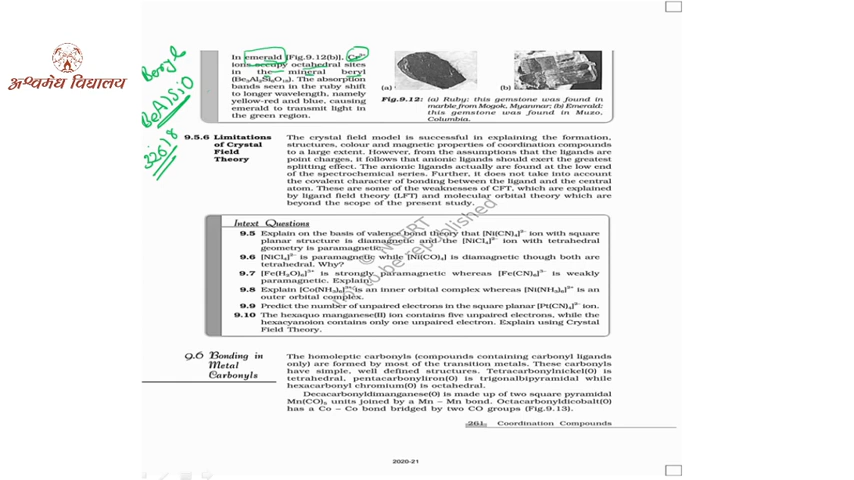 अश्वमेध विद्यालय
Beryl
BeAlSiO
32618
In emerald [Fig.9.12(b)], Cr³⁺
ions occupy octahedral sites
in the mineral beryl
(Be₃Al₂Si₆O₁₈). The absorption
bands seen in the ruby shift
to longer wavelength, namely
yellow-red and blue, causing
emerald to transmit light in
the green region.
(a)
(b)
Fig.9.12: (a) Ruby: this gemstone was found in
marble from Mogok, Myanmar; (b) Emerald:
this gemstone was found in Muzo,
Columbia.
9.5.6 Limitations
of Crystal
Field
Theory
The crystal field model is successful in explaining the formation,
structures, colour and magnetic properties of coordination compounds
to a large extent. However, from the assumptions that the ligands are
point charges, it follows that anionic ligands should exert the greatest
splitting effect. The anionic ligands actually are found at the low end
of the spectrochemical series. Further, it does not take into account
the covalent character of bonding between the ligand and the central
atom. These are some of the weaknesses of CFT, which are explained
by ligand field theory (LFT) and molecular orbital theory which are
beyond the scope of the present study.
Intext Questions
9.5 Explain on the basis of valence bond theory that [Ni(CN)₄]²⁻ ion with square
planar structure is diamagnetic and the [NiCl₄]²⁻ ion with tetrahedral
geometry is paramagnetic.
9.6 [NiCl₄]²⁻ is paramagnetic while [Ni(CO)₄] is diamagnetic though both are
tetrahedral. Why?
9.7 [Fe(H₂O)₆]³⁺ is strongly paramagnetic whereas [Fe(CN)₆]³⁻ is weakly
paramagnetic. Explain.
9.8 Explain [Co(NH₃)₆]³⁺ is an inner orbital complex whereas [Ni(NH₃)₆]²⁺ is an
outer orbital complex.
9.9 Predict the number of unpaired electrons in the square planar [Pt(CN)₄]²⁻ ion.
9.10 The hexaquo manganese(II) ion contains five unpaired electrons, while the
hexacyanoion contains only one unpaired electron. Explain using Crystal
Field Theory.
© NCERT
not to be republished
9.6 Bonding in
Metal
Carbonyls
The homoleptic carbonyls (compounds containing carbonyl ligands
only) are formed by most of the transition metals. These carbonyls
have simple, well defined structures. Tetracarbonylnickel(0) is
tetrahedral, pentacarbonyliron(0) is trigonalbipyramidal while
hexacarbonyl chromium(0) is octahedral.
Decacarbonyldimanganese(0) is made up of two square pyramidal
Mn(CO)₅ units joined by a Mn – Mn bond. Octacarbonyldicobalt(0)
has a Co – Co bond bridged by two CO groups (Fig.9.13).
261 Coordination Compounds
2020-21